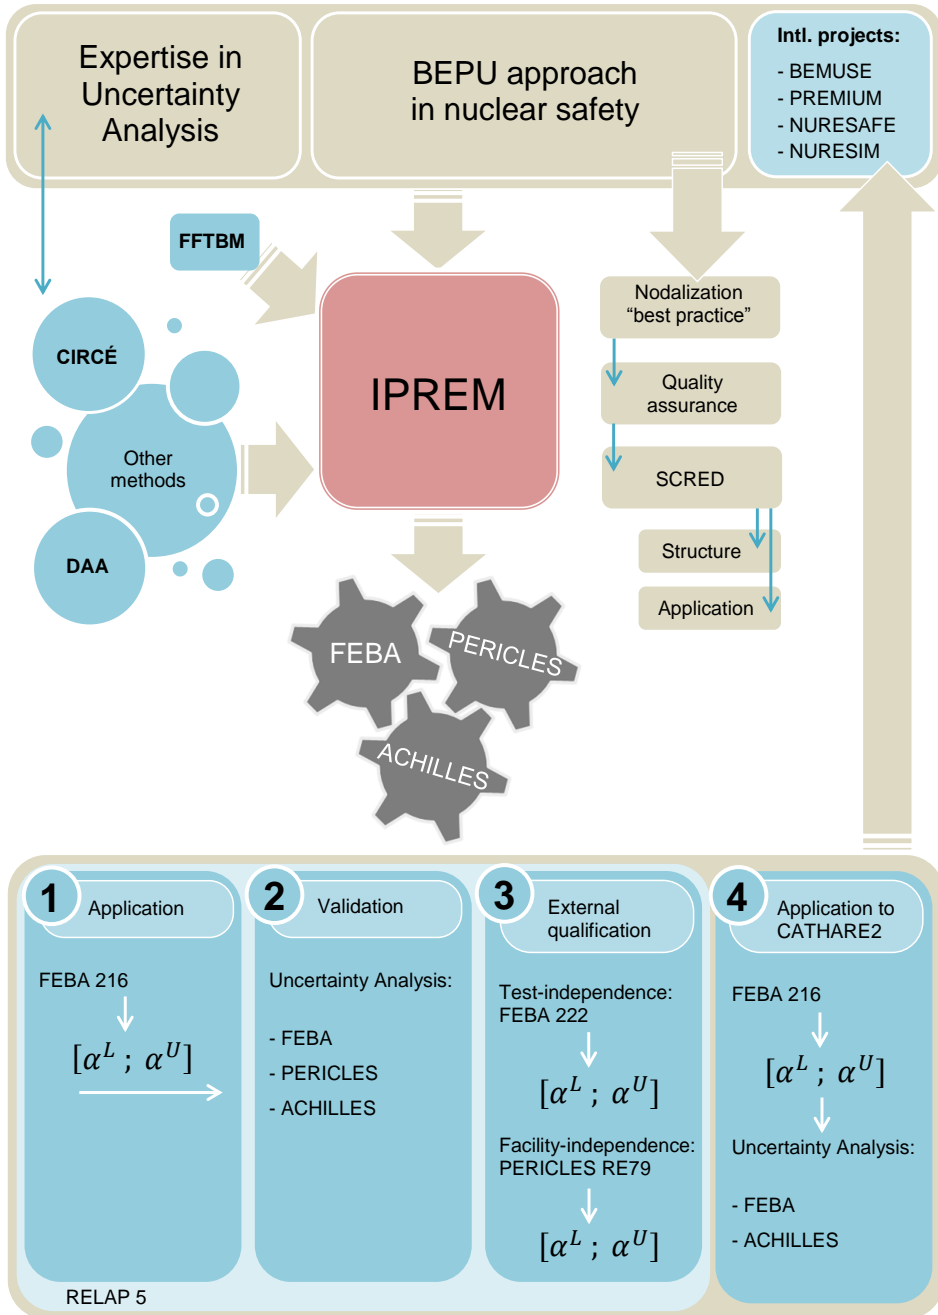 Expertise in
Uncertainty
Analysis
BEPU approach
in nuclear safety
Intl. projects:
- BEMUSE
- PREMIUM
- NURESAFE
- NURESIM
FFTBM
CIRCÉ
Other
methods
DAA
IPREM
Nodalization
“best practice”
Quality
assurance
SCRED
Structure
Application
FEBA
PERICLES
ACHILLES
1
Application
FEBA 216
[α^L ; α^U]
2
Validation
Uncertainty Analysis:
- FEBA
- PERICLES
- ACHILLES
3
External
qualification
Test-independence:
FEBA 222
[α^L ; α^U]
Facility-independence:
PERICLES RE79
[α^L ; α^U]
RELAP 5
4
Application to
CATHARE2
FEBA 216
[α^L ; α^U]
Uncertainty Analysis:
- FEBA
- ACHILLES